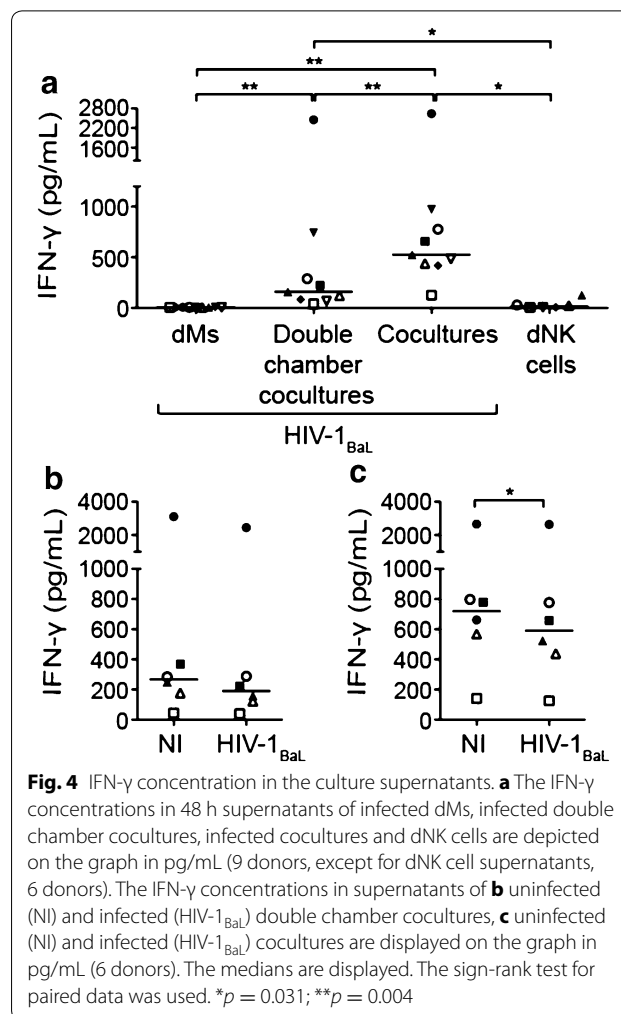 *
**
a
** ** *
2800
2200
1600
1000
500
0
IFN-γ (pg/mL)
dMs Double Cocultures dNK
chamber cells
cocultures
HIV-1BaL
b c
*
4000 4000
2000 2000
1000 1000
800 800
600 600
400 400
200 200
0 0
IFN-γ (pg/mL) IFN-γ (pg/mL)
NI HIV-1BaL NI HIV-1BaL
Fig. 4 IFN-γ concentration in the culture supernatants. a The IFN-γ
concentrations in 48 h supernatants of infected dMs, infected double
chamber cocultures, infected cocultures and dNK cells are depicted
on the graph in pg/mL (9 donors, except for dNK cell supernatants,
6 donors). The IFN-γ concentrations in supernatants of b uninfected
(NI) and infected (HIV-1BaL) double chamber cocultures, c uninfected
(NI) and infected (HIV-1BaL) cocultures are displayed on the graph in
pg/mL (6 donors). The medians are displayed. The sign-rank test for
paired data was used. *p = 0.031; **p = 0.004